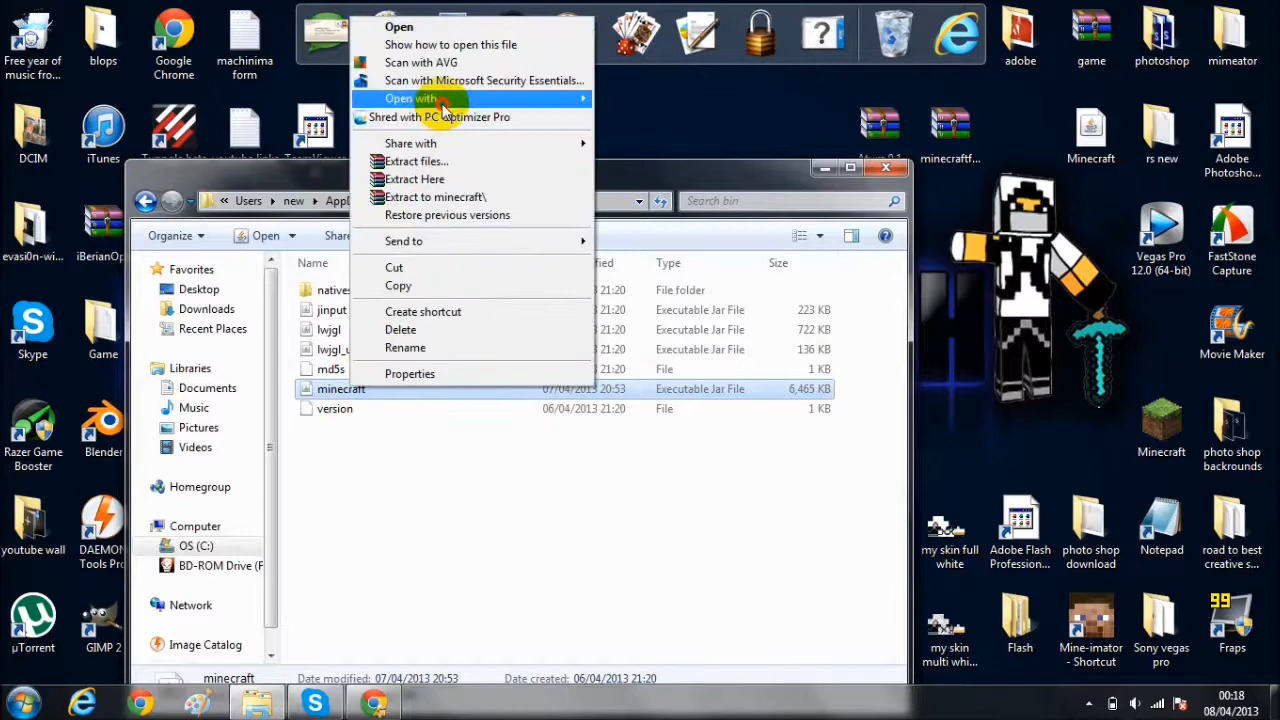 Free year of
music fro...
blops
Google
Chrome
machinima
form
adobe
game
mimeator
DCIM
iTunes
Minecraft
rs new
Adobe
Photosho...
minecraftf...
evasi0n-wi...
iBerianOp...
Vegas Pro
12.0 (64-bit)
FastStone
Capture
Skype
Game
Movie Maker
Razer Game
Booster
Blender
Minecraft
photo shop
backrounds
youtube wall
DAEMON
Tools Pro
my skin full
white
Adobe Flash
Profession...
photo shop
download
Notepad
road to best
creative s...
µTorrent
GIMP 2
my skin
multi whi...
Flash
Mine-imator
- Shortcut
Sony vegas
pro
99
Fraps
Open
Show how to open this file
Scan with AVG
Scan with Microsoft Security Essentials...
Open with
Shred with PC Optimizer Pro
Share with
Extract files...
Extract Here
Extract to minecraft\
Restore previous versions
Send to
Cut
Copy
Create shortcut
Delete
Rename
Properties
« Users new
Search bin
Organize Open Share
Favorites
Desktop
Downloads
Recent Places
Libraries
Documents
Music
Pictures
Videos
Homegroup
Computer
OS (C:)
BD-ROM Drive (F
Network
Image Catalog
Name Type Size
natives 21:20 File folder
jinput 21:20 Executable Jar File 223 KB
lwjgl 21:20 Executable Jar File 722 KB
21:20 Executable Jar File 136 KB
md5s 21:20 File 1 KB
minecraft 07/04/2013 20:53 Executable Jar File 6,465 KB
version 06/04/2013 21:20 File 1 KB
minecraft Date modified: 07/04/2013 20:53 Date created: 06/04/2013 21:20
00:18
08/04/2013